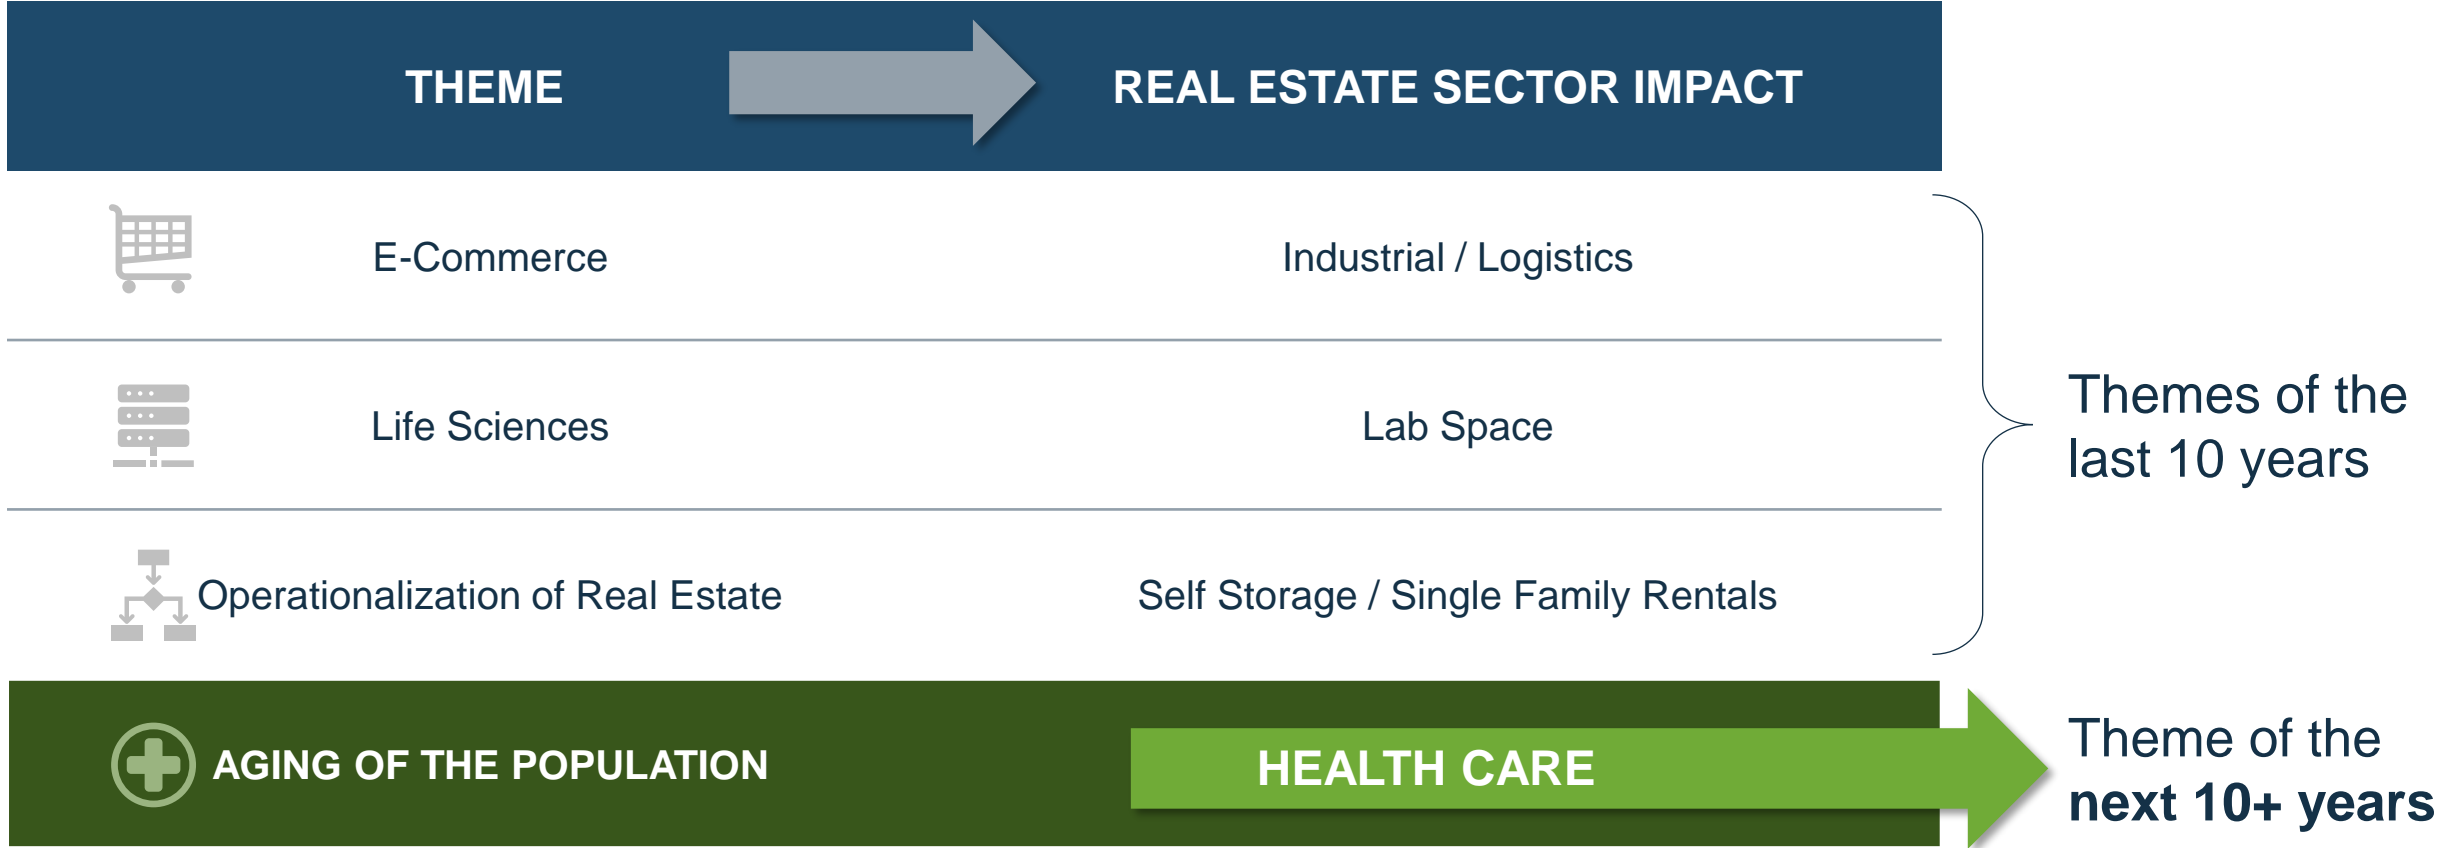 THEME
REAL ESTATE SECTOR IMPACT
E-Commerce
Industrial / Logistics
Life Sciences
Lab Space
Operationalization of Real Estate
Self Storage / Single Family Rentals
Themes of the
last 10 years
AGING OF THE POPULATION
HEALTH CARE
Theme of the
next 10+ years